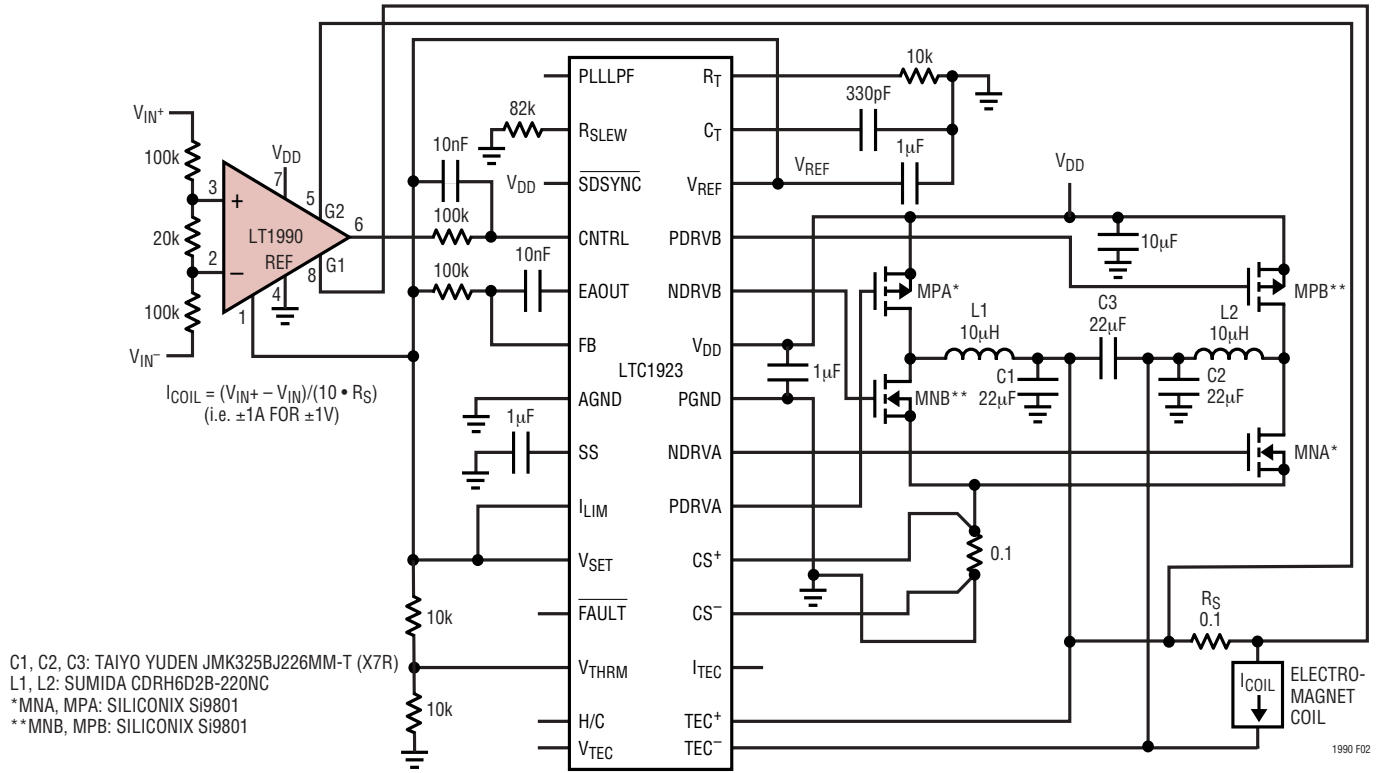 VIN+
100k
20k
100k
VIN−
VDD
7
3
+
2
−
LT1990
REF
5
G2
6
8
G1
4
1
ICOIL = (VIN+ – VIN)/(10 • RS)
(i.e. ±1A FOR ±1V)
82k
10nF
VDD
100k
100k
10nF
1µF
10k
10k
PLLLPF
RSLEW
SDSYNC
CNTRL
EAOUT
FB
AGND
SS
ILIM
VSET
FAULT
VTHRM
H/C
VTEC
LTC1923
RT
CT
VREF
PDRVB
NDRVB
VDD
PGND
NDRVA
PDRVA
CS+
CS−
ITEC
TEC+
TEC−
10k
330pF
1µF
VREF
VDD
10µF
MPA*
MPB**
L1
10µH
C3
22µF
L2
10µH
1µF
MNB**
C1
22µF
C2
22µF
MNA*
0.1
RS
0.1
ICOIL
ELECTRO-
MAGNET
COIL
C1, C2, C3: TAIYO YUDEN JMK325BJ226MM-T (X7R)
L1, L2: SUMIDA CDRH6D2B-220NC
*MNA, MPA: SILICONIX Si9801
**MNB, MPB: SILICONIX Si9801
1990 F02